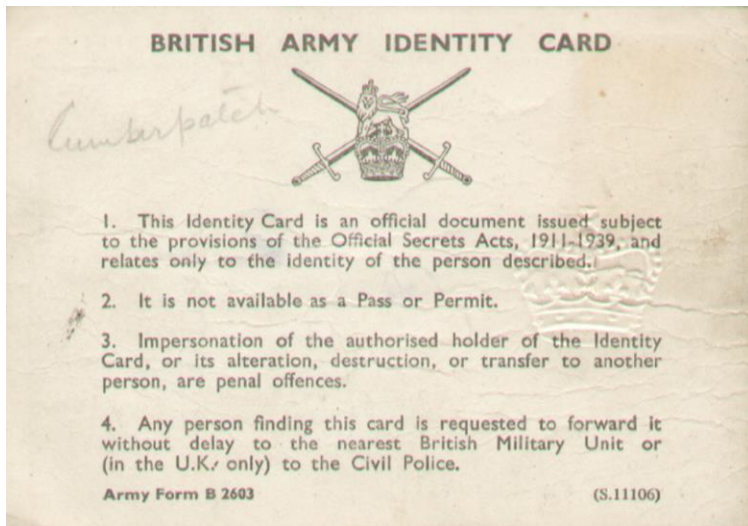 BRITISH ARMY IDENTITY CARD
Cumberpatch
1. This Identity Card is an official document issued subject
to the provisions of the Official Secrets Acts, 1911-1939, and
relates only to the identity of the person described.
2. It is not available as a Pass or Permit.
3. Impersonation of the authorised holder of the Identity
Card, or its alteration, destruction, or transfer to another
person, are penal offences.
4. Any person finding this card is requested to forward it
without delay to the nearest British Military Unit or
(in the U.K. only) to the Civil Police.
Army Form B 2603 (S.11106)